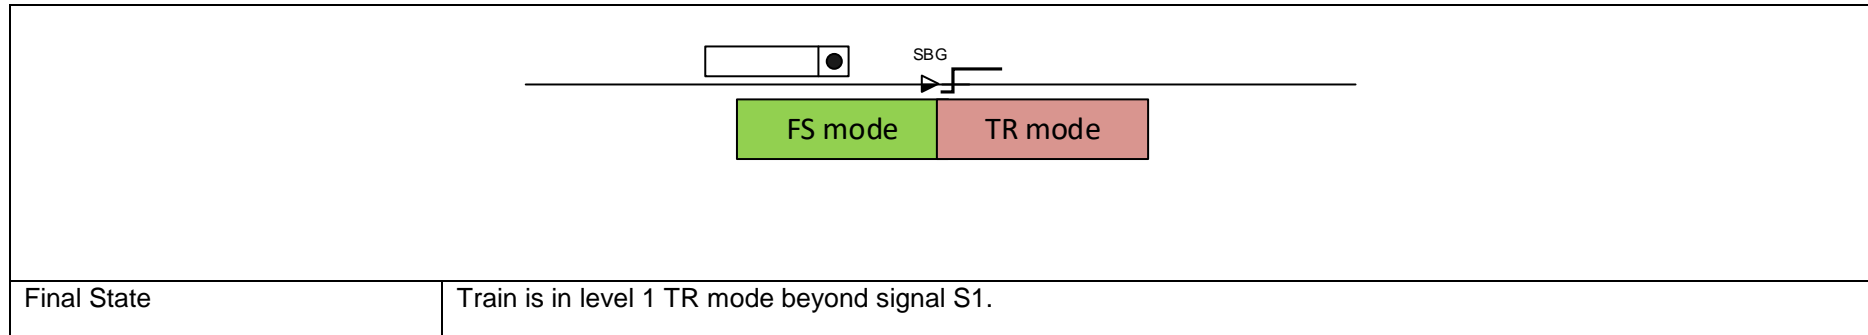 SBG
FS mode TR mode
Final State Train is in level 1 TR mode beyond signal S1.